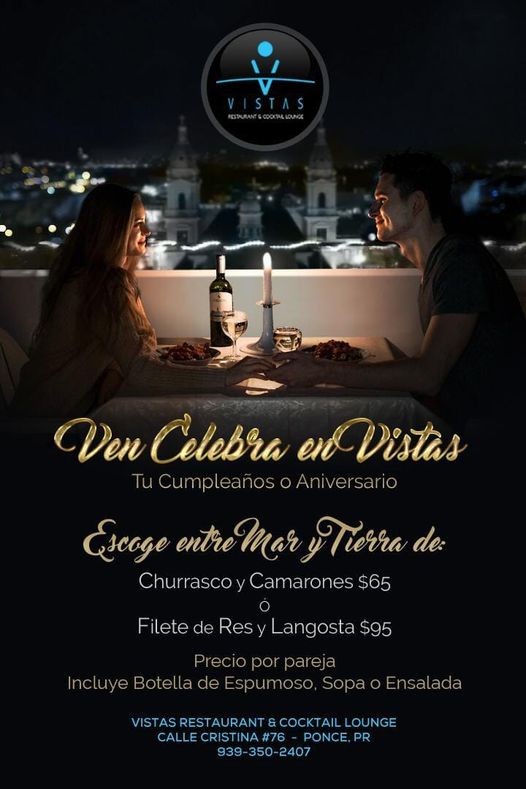 VISTAS
RESTAURANT & COCKTAIL LOUNGE
Ven Celebra en Vistas
Tu Cumpleaños o Aniversario
Escoge entre Mar y Tierra de:
Churrasco y Camarones $65
Ó
Filete de Res y Langosta $95
Precio por pareja
Incluye Botella de Espumoso, Sopa o Ensalada
VISTAS RESTAURANT & COCKTAIL LOUNGE
CALLE CRISTINA #76 - PONCE, PR
939-350-2407